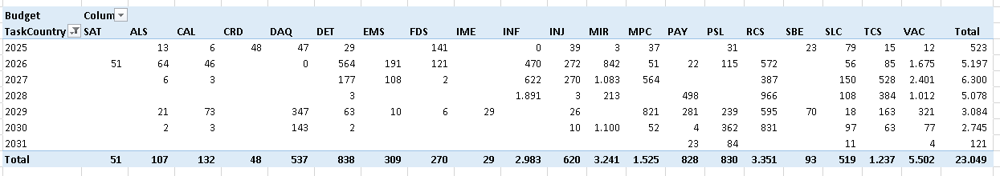 Budget Colum
TaskCountry SAT ALS CAL CRD DAQ DET EMS FDS IME INF INJ MIR MPC PAY PSL RCS SBE SLC TCS VAC Total
2025 13 6 48 47 29 141 0 39 3 37 31 23 79 15 12 523
2026 51 64 46 0 564 191 121 470 272 842 51 22 115 572 56 85 1.675 5.197
2027 6 3 177 108 2 622 270 1.083 564 387 150 528 2.401 6.300
2028 3 1.891 3 213 498 966 108 384 1.012 5.078
2029 21 73 347 63 10 6 29 26 821 281 239 595 70 18 163 321 3.084
2030 2 3 143 2 10 1.100 52 4 362 831 97 63 77 2.745
2031 23 84 11 4 121
Total 51 107 132 48 537 838 309 270 29 2.983 620 3.241 1.525 828 830 3.351 93 519 1.237 5.502 23.049